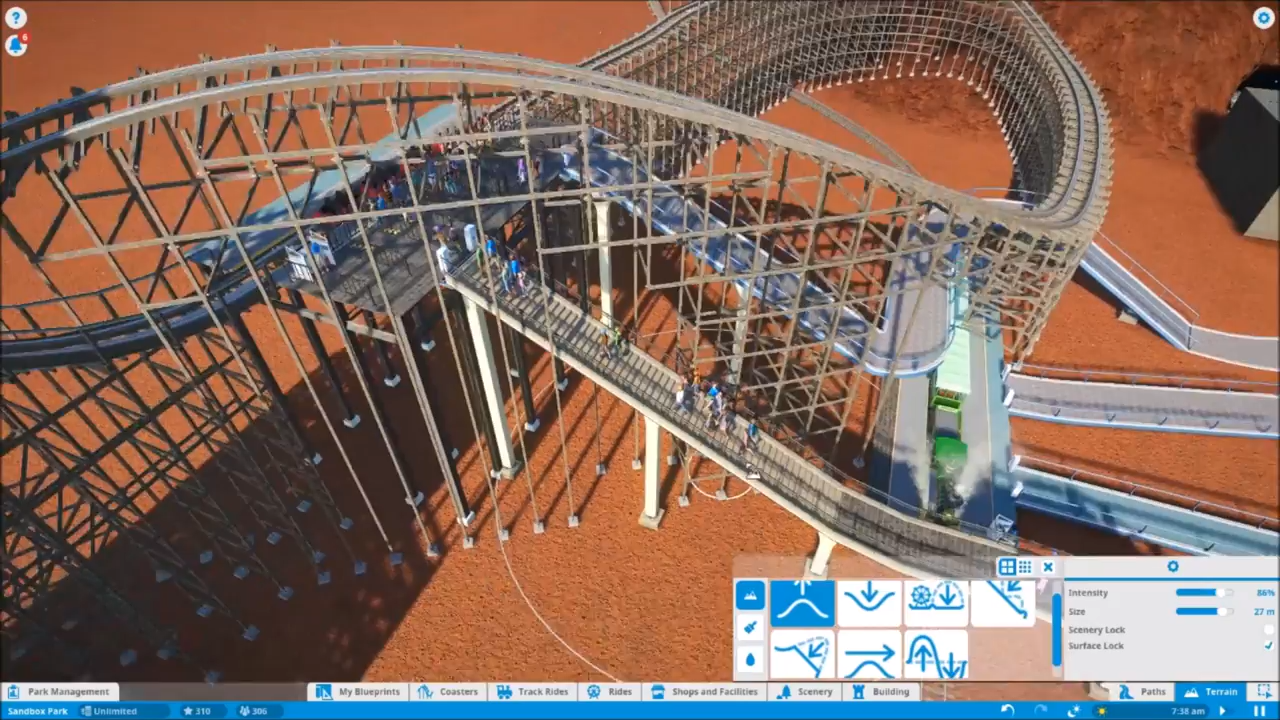 ?
6
Intensity 86%
Size 27 m
Scenery Lock
Surface Lock
Park Management My Blueprints Coasters Track Rides Rides Shops and Facilities Scenery Building Paths Terrain
Sandbox Park Unlimited 310 306 7:38 am